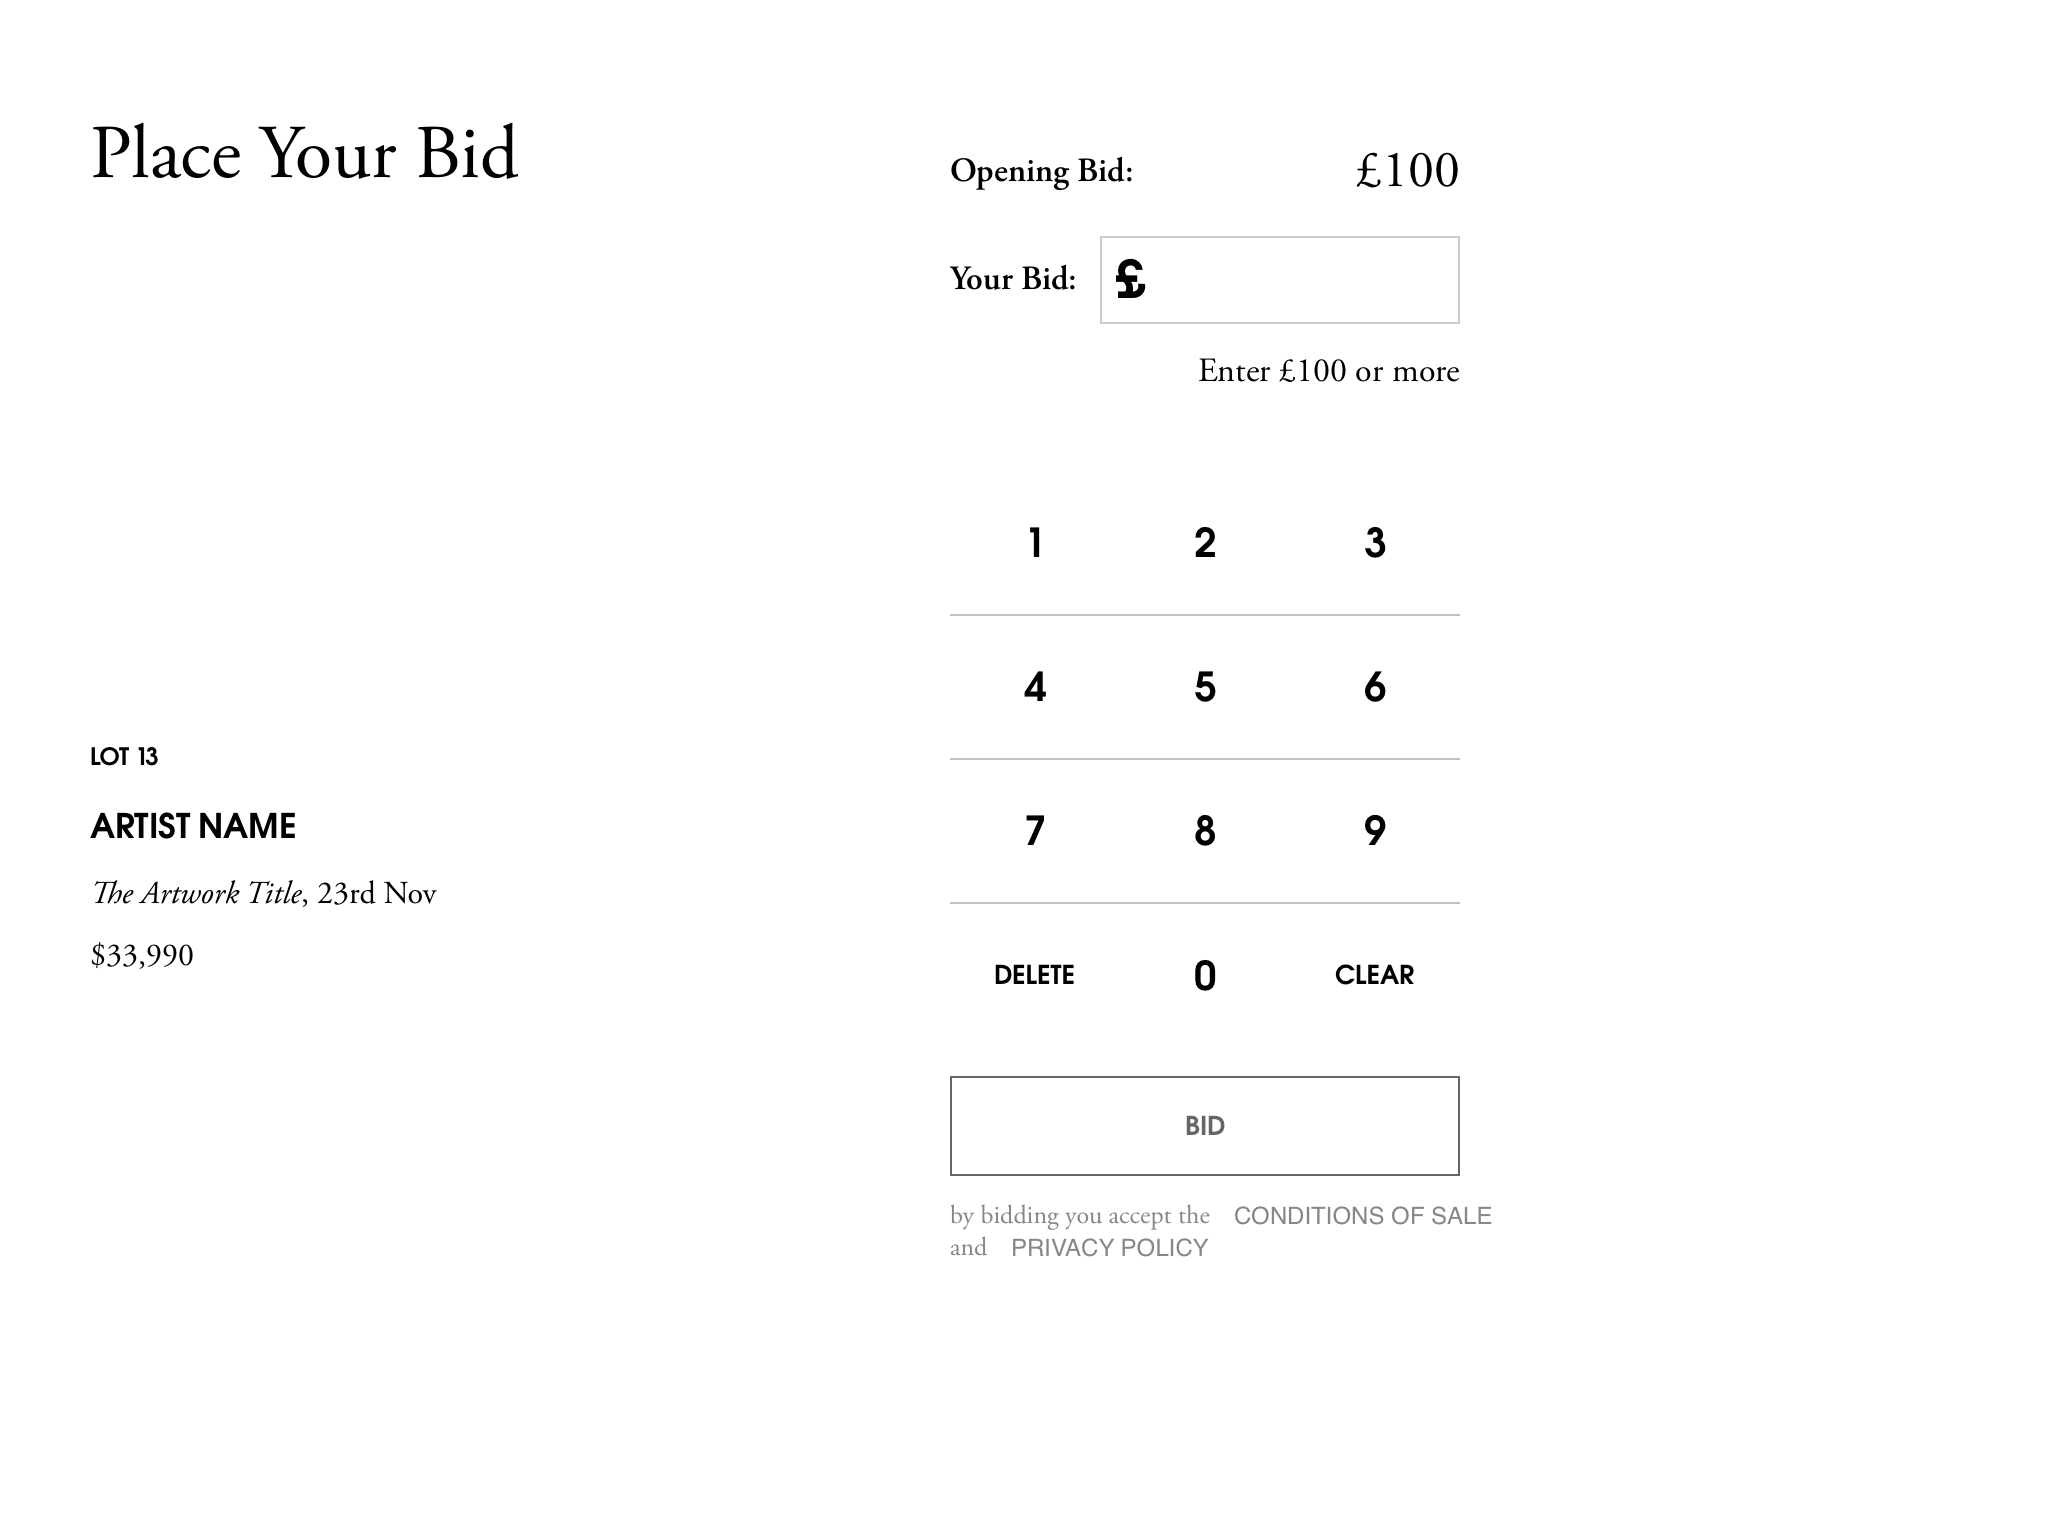 Place Your Bid
Opening Bid: £100
Your Bid: £
Enter £100 or more
1 2 3
4 5 6
7 8 9
DELETE 0 CLEAR
BID
by bidding you accept the CONDITIONS OF SALE
and PRIVACY POLICY
LOT 13
ARTIST NAME
The Artwork Title, 23rd Nov
$33,990